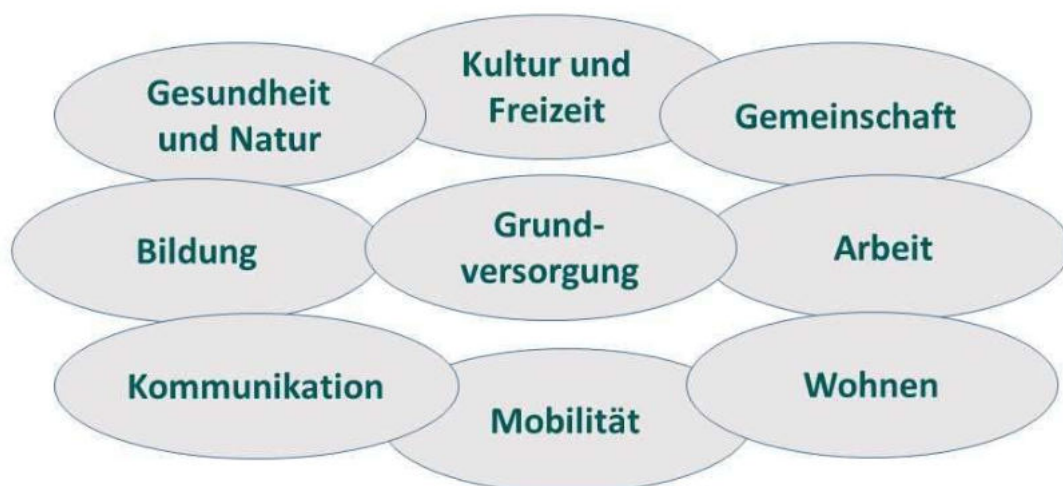 Kultur und
Freizeit
Gesundheit
und Natur
Gemeinschaft
Bildung
Grund-
versorgung
Arbeit
Kommunikation
Mobilität
Wohnen